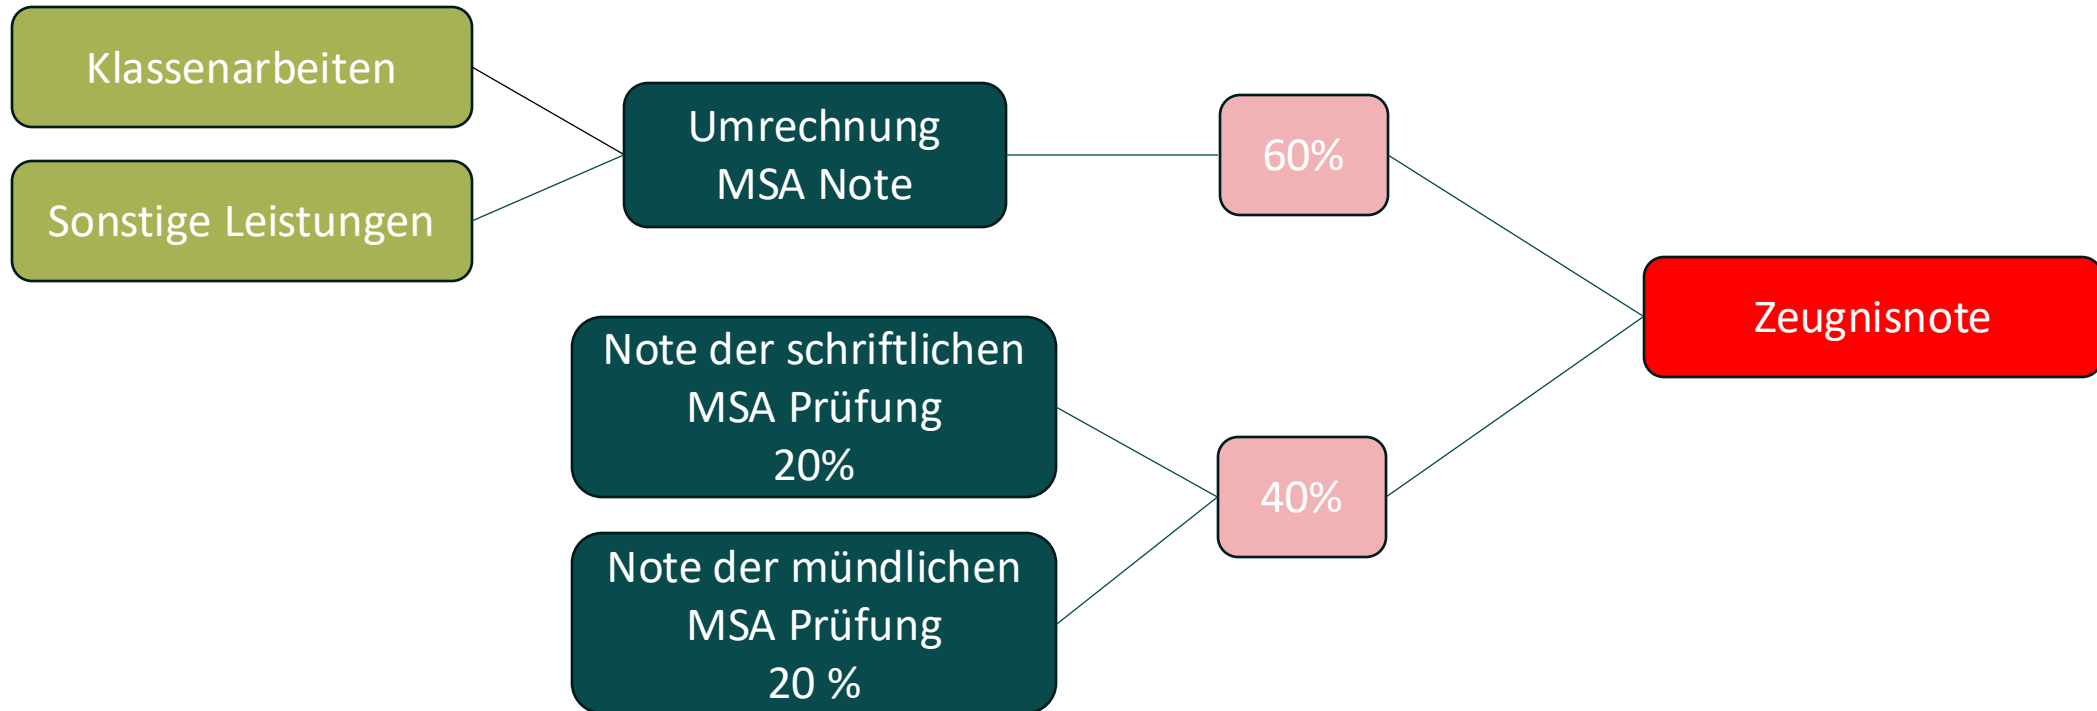 Klassenarbeiten
Sonstige Leistungen
Umrechnung
MSA Note
60%
Note der schriftlichen
MSA Prüfung
20%
Note der mündlichen
MSA Prüfung
20 %
40%
Zeugnisnote